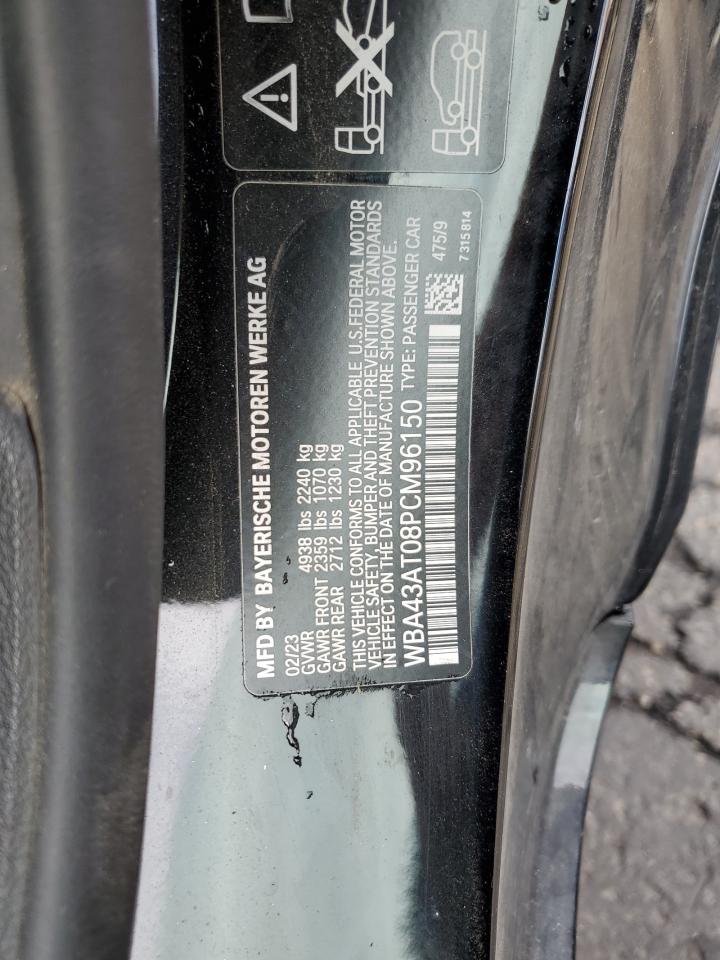 MFD BY BAYERISCHE MOTOREN WERKE AG
02/23
GVWR 4938 lbs 2240 kg
GAWR FRONT 2359 lbs 1070 kg
GAWR REAR 2712 lbs 1230 kg
THIS VEHICLE CONFORMS TO ALL APPLICABLE U.S.FEDERAL MOTOR
VEHICLE SAFETY, BUMPER AND THEFT PREVENTION STANDARDS
IN EFFECT ON THE DATE OF MANUFACTURE SHOWN ABOVE.
WBA43AT08PCM96150 TYPE: PASSENGER CAR
475/9
7 315 814